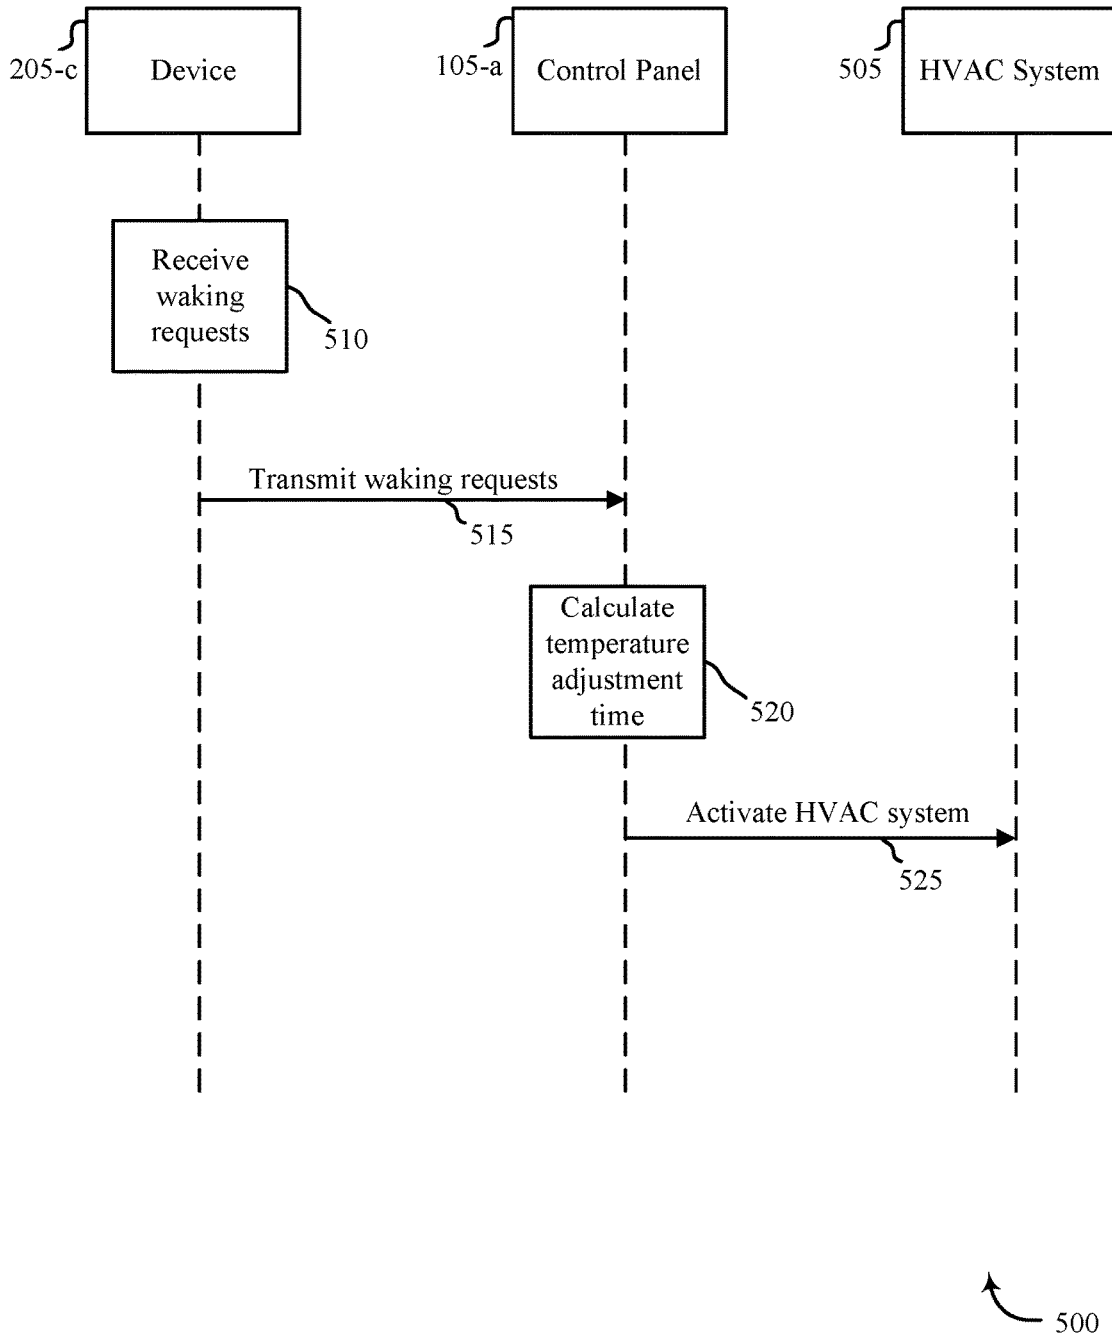 205-c
Device
105-a
Control Panel
505
HVAC System
Receive
waking
requests
510
Transmit waking requests
515
Calculate
temperature
adjustment
time
520
Activate HVAC system
525
500